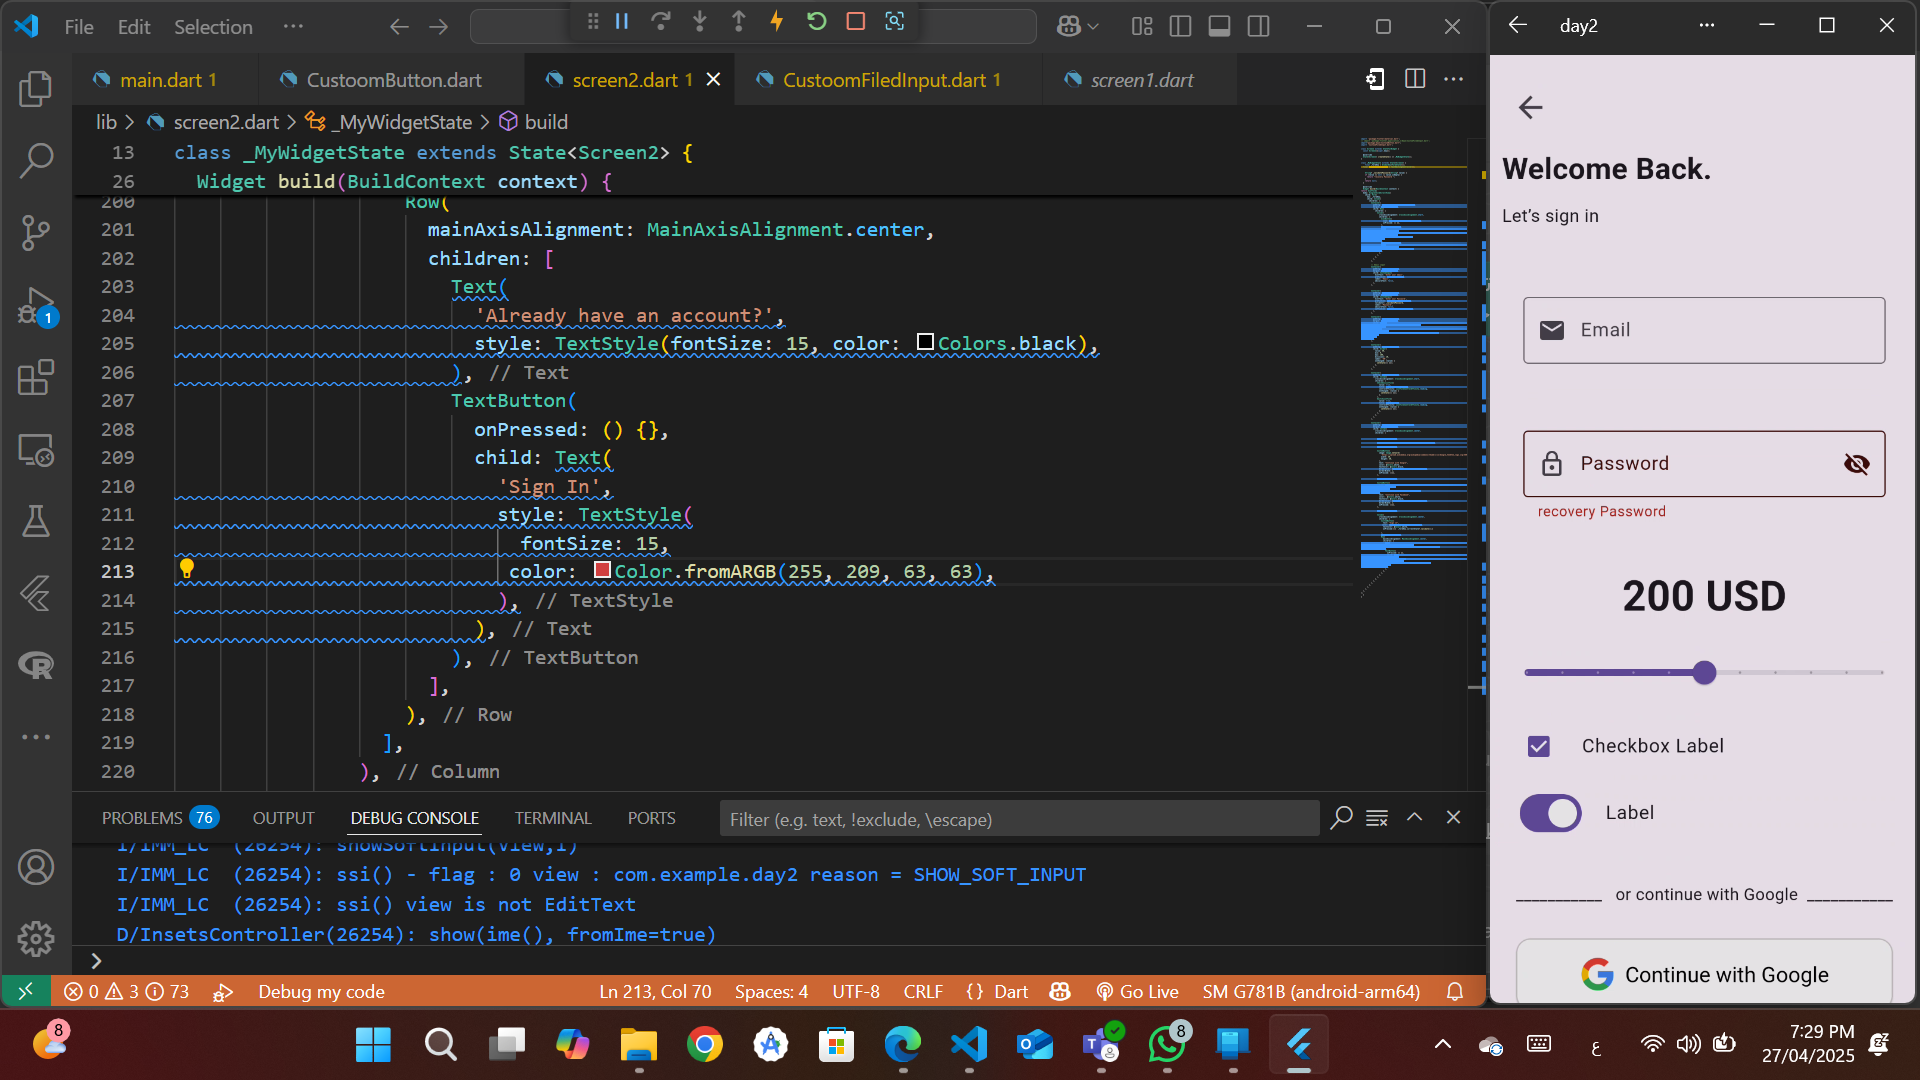 File Edit Selection ···
main.dart 1
CustoomButton.dart
screen2.dart 1
CustoomFiledInput.dart 1
screen1.dart
lib > screen2.dart > _MyWidgetState > build
13 class _MyWidgetState extends State<Screen2> {
26 Widget build(BuildContext context) {
200 Row(
201 mainAxisAlignment: MainAxisAlignment.center,
202 children: [
203 Text(
204 'Already have an account?',
205 style: TextStyle(fontSize: 15, color: Colors.black),
206 ), // Text
207 TextButton(
208 onPressed: () {},
209 child: Text(
210 'Sign In',
211 style: TextStyle(
212 fontSize: 15,
213 color: Color.fromARGB(255, 209, 63, 63),
214 ), // TextStyle
215 ), // Text
216 ), // TextButton
217 ],
218 ), // Row
219 ],
220 ), // Column
1
PROBLEMS 76 OUTPUT DEBUG CONSOLE TERMINAL PORTS
Filter (e.g. text, !exclude, \escape)
I/IMM_LC (26254): showSoftInput(View,I)
I/IMM_LC (26254): ssi() - flag : 0 view : com.example.day2 reason = SHOW_SOFT_INPUT
I/IMM_LC (26254): ssi() view is not EditText
D/InsetsController(26254): show(ime(), fromIme=true)
>
0 3 73 Debug my code
Ln 213, Col 70 Spaces: 4 UTF-8 CRLF {} Dart Go Live SM G781B (android-arm64)
day2
Welcome Back.
Let's sign in
Email
Password
recovery Password
200 USD
Checkbox Label
Label
___________ or continue with Google ___________
Continue with Google
8
8
ع
7:29 PM
27/04/2025